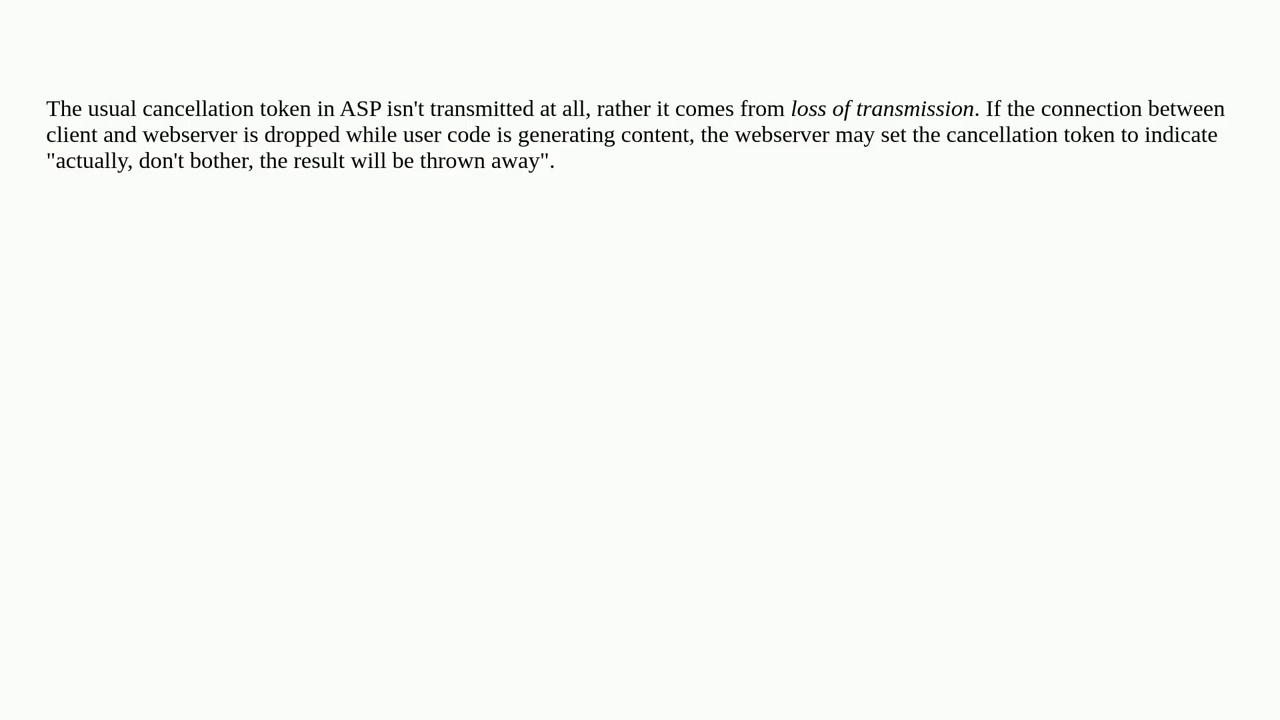 The usual cancellation token in ASP isn't transmitted at all, rather it comes from loss of transmission. If the connection between
client and webserver is dropped while user code is generating content, the webserver may set the cancellation token to indicate
"actually, don't bother, the result will be thrown away".